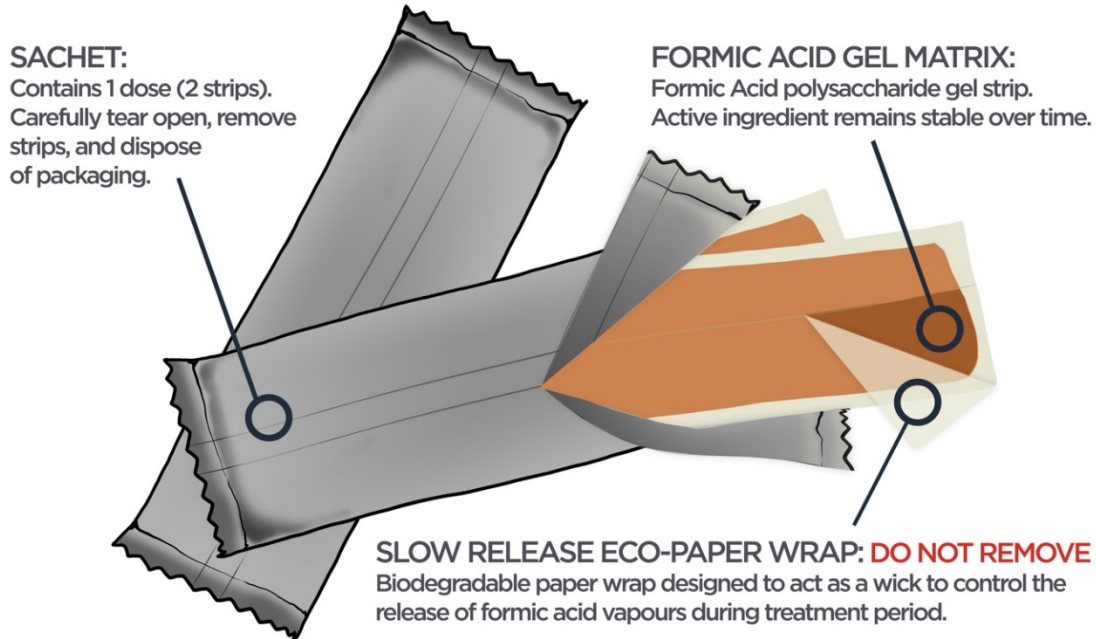 SACHET:
Contains 1 dose (2 strips).
Carefully tear open, remove
strips, and dispose
of packaging.
FORMIC ACID GEL MATRIX:
Formic Acid polysaccharide gel strip.
Active ingredient remains stable over time.
SLOW RELEASE ECO-PAPER WRAP: DO NOT REMOVE
Biodegradable paper wrap designed to act as a wick to control the
release of formic acid vapours during treatment period.